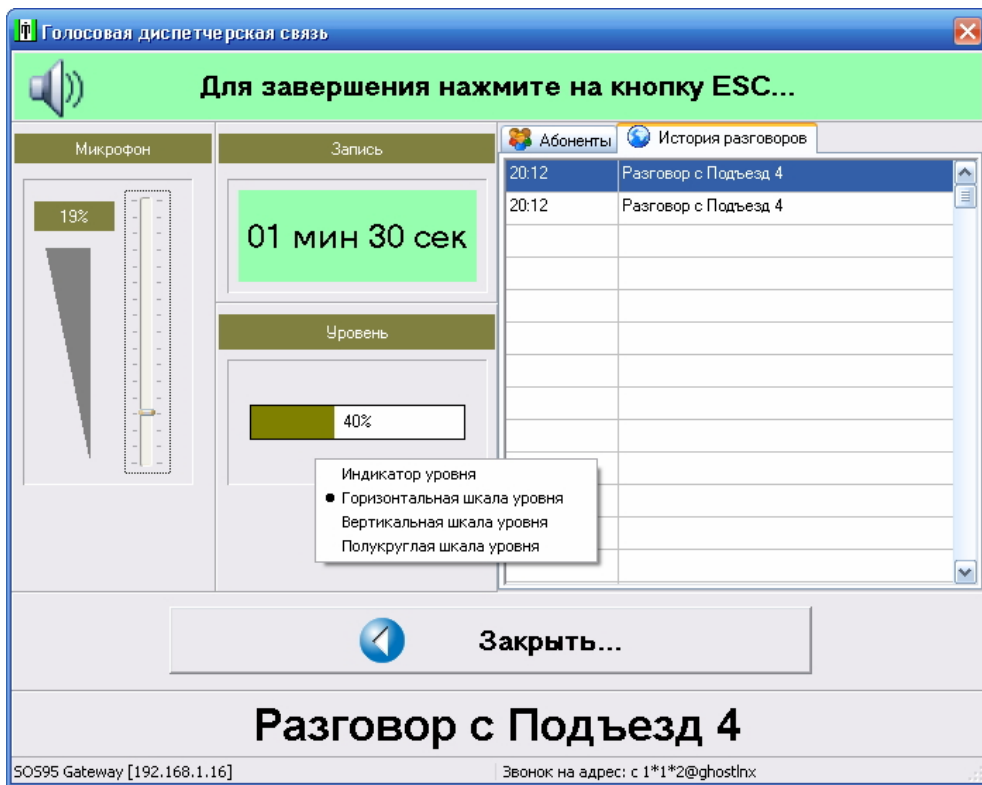 Голосовая диспетчерская связь
Для завершения нажмите на кнопку ESC...
Микрофон
19%
Запись
01 мин 30 сек
Уровень
40%
Индикатор уровня
Горизонтальная шкала уровня
Вертикальная шкала уровня
Полукруглая шкала уровня
Абоненты
История разговоров
20:12 Разговор с Подъезд 4
20:12 Разговор с Подъезд 4
Закрыть...
Разговор с Подъезд 4
SOS95 Gateway [192.168.1.16]
Звонок на адрес: с 1*1*2@ghostlnx